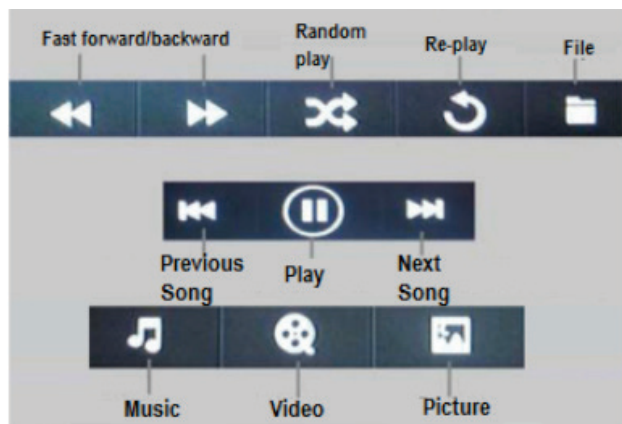 Fast forward/backward
Random
play
Re-play
File
Previous
Song
Play
Next
Song
Music
Video
Picture